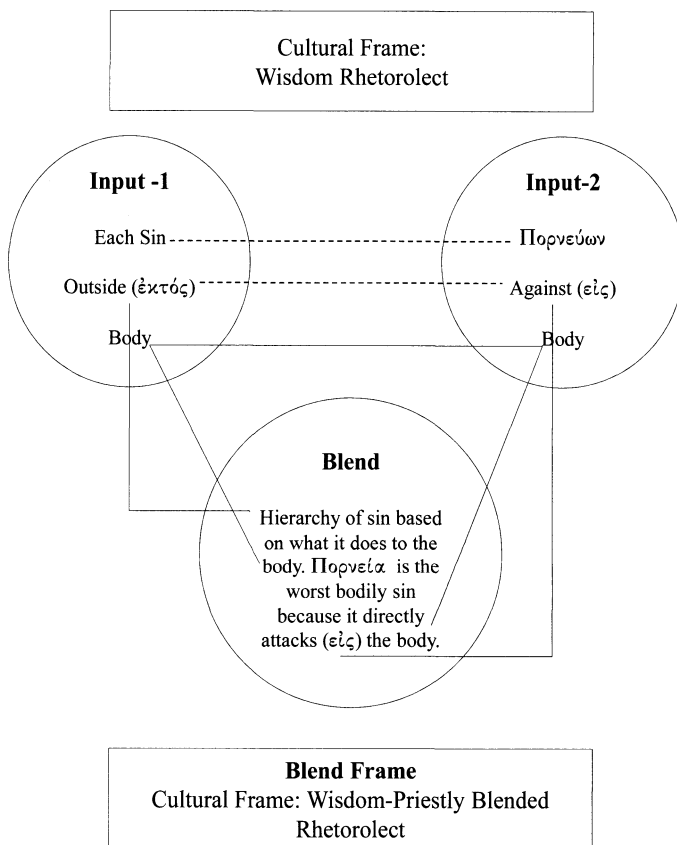 Cultural Frame:
Wisdom Rhetorolect
Input -1
Input-2
Each Sin
Πορνεύων
Outside (ἐκτός)
Against (εἰς)
Body
Body
Blend
Hierarchy of sin based
on what it does to the
body. Πορνεία is the
worst bodily sin
because it directly
attacks (εἰς) the body.
Blend Frame
Cultural Frame: Wisdom-Priestly Blended
Rhetorolect